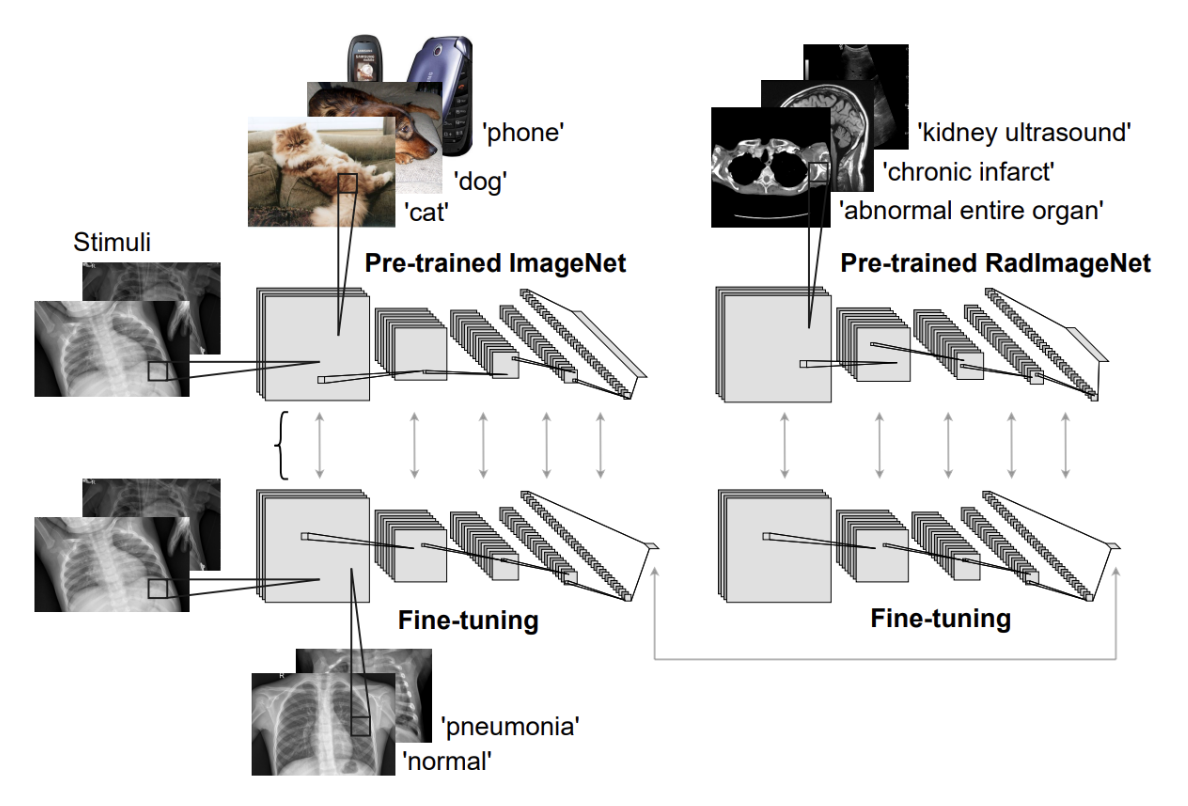 'phone'
'dog'
'cat'
'kidney ultrasound'
'chronic infarct'
'abnormal entire organ'
Stimuli
Pre-trained ImageNet
Pre-trained RadImageNet
Fine-tuning
Fine-tuning
R
'pneumonia'
'normal'